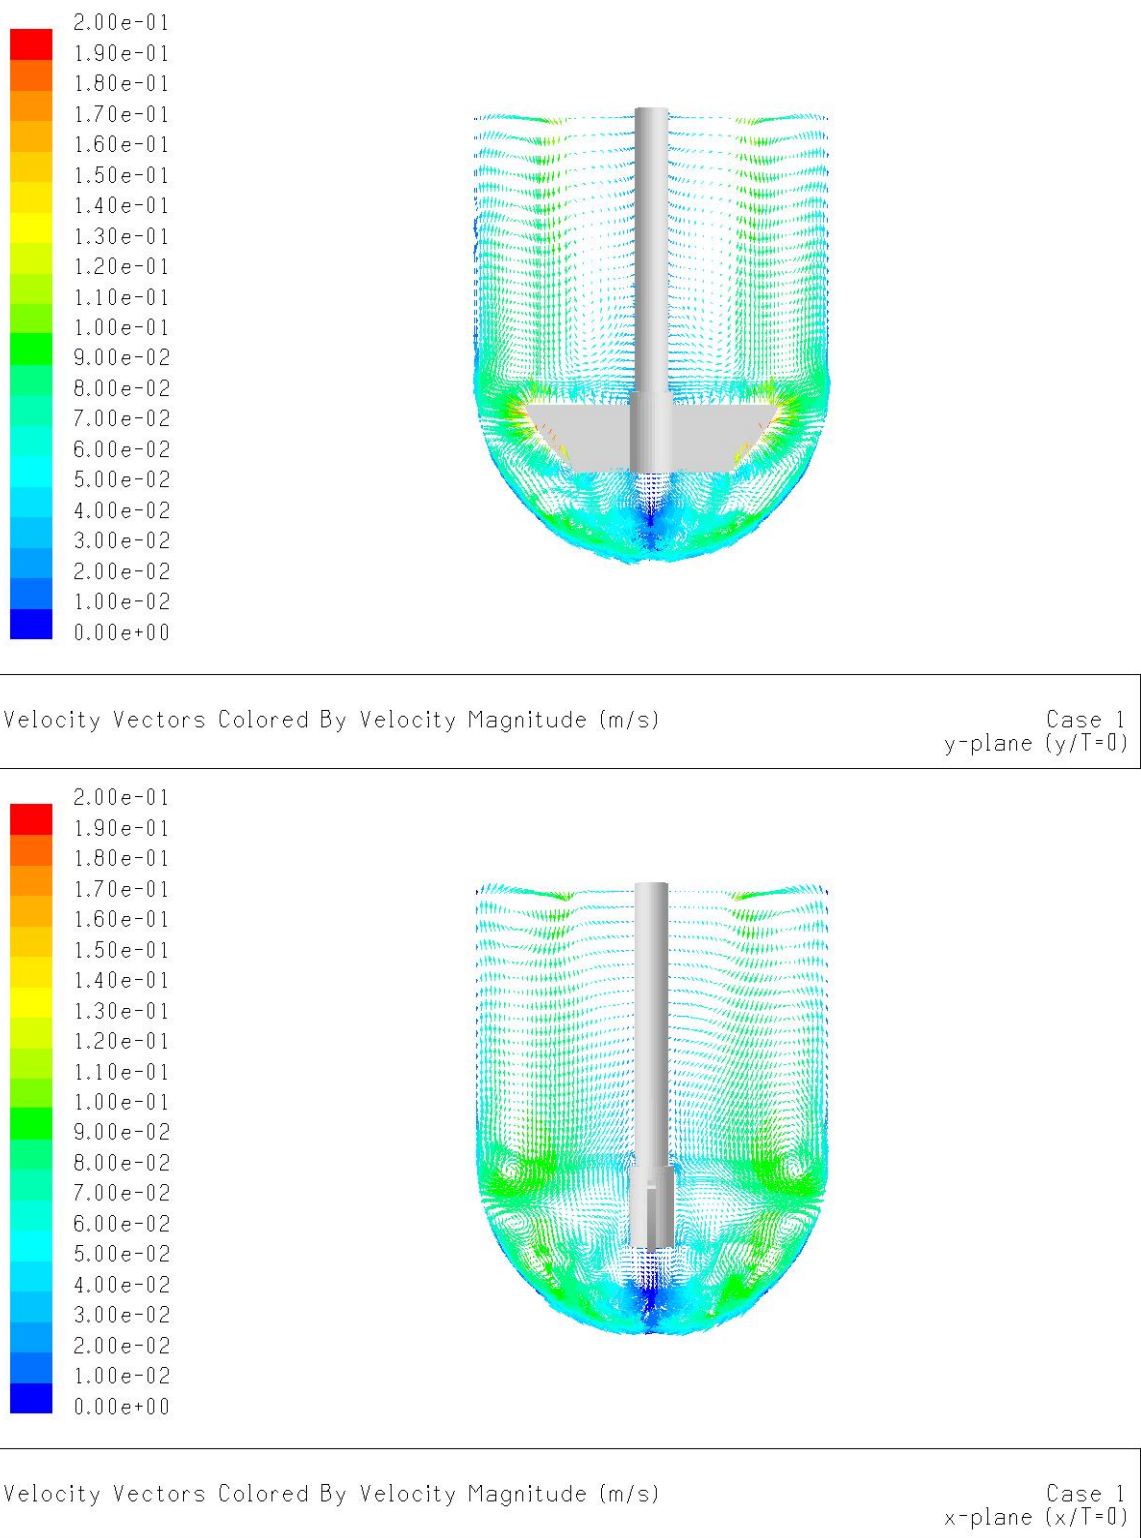 2.00e-01
1.90e-01
1.80e-01
1.70e-01
1.60e-01
1.50e-01
1.40e-01
1.30e-01
1.20e-01
1.10e-01
1.00e-01
9.00e-02
8.00e-02
7.00e-02
6.00e-02
5.00e-02
4.00e-02
3.00e-02
2.00e-02
1.00e-02
0.00e+00
Velocity Vectors Colored By Velocity Magnitude (m/s)
Case 1
y-plane (y/T=0)
2.00e-01
1.90e-01
1.80e-01
1.70e-01
1.60e-01
1.50e-01
1.40e-01
1.30e-01
1.20e-01
1.10e-01
1.00e-01
9.00e-02
8.00e-02
7.00e-02
6.00e-02
5.00e-02
4.00e-02
3.00e-02
2.00e-02
1.00e-02
0.00e+00
Velocity Vectors Colored By Velocity Magnitude (m/s)
Case 1
x-plane (x/T=0)